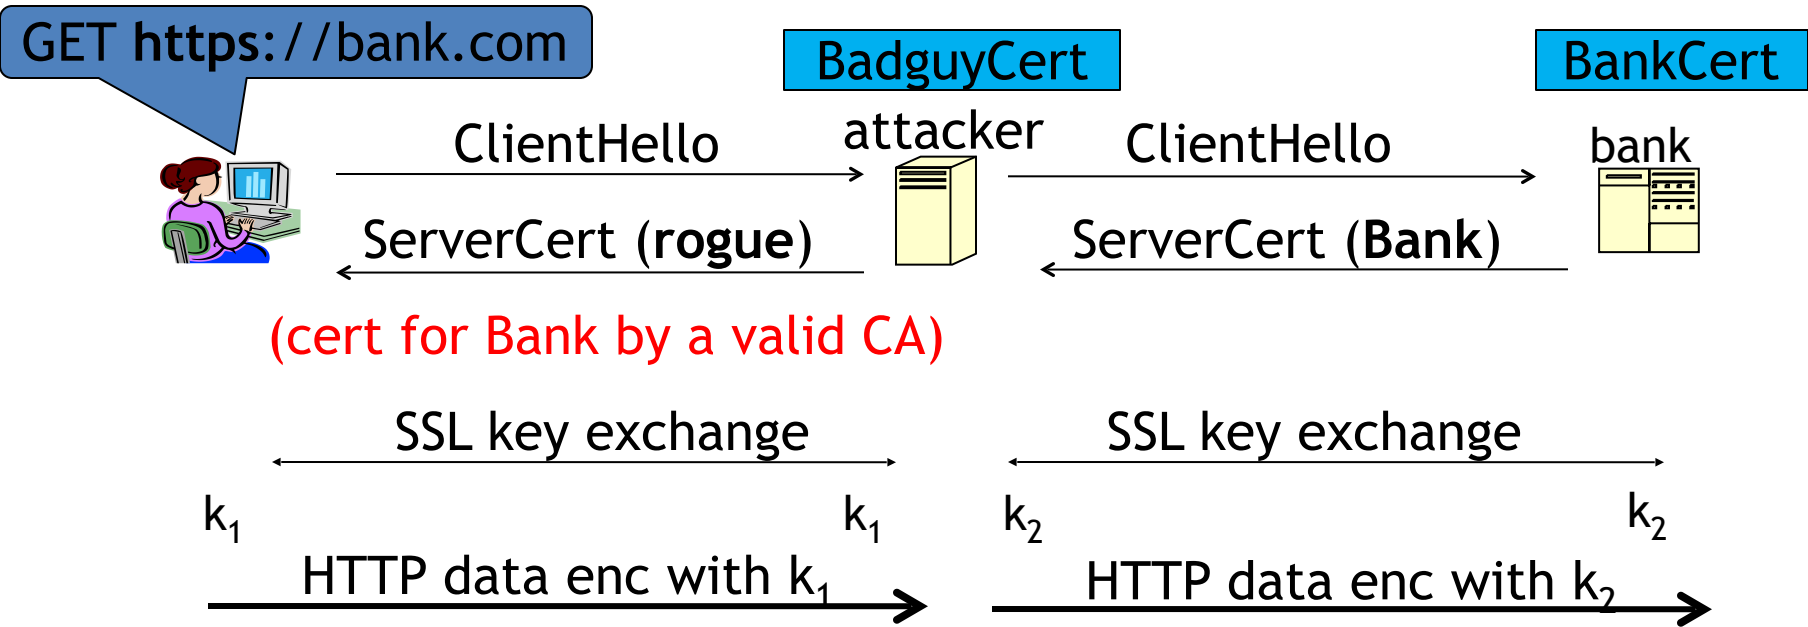 GET https://bank.com
BadguyCert
BankCert
attacker
bank
ClientHello
ClientHello
ServerCert (rogue)
ServerCert (Bank)
(cert for Bank by a valid CA)
SSL key exchange
SSL key exchange
k1
k1
k2
k2
HTTP data enc with k1
HTTP data enc with k2